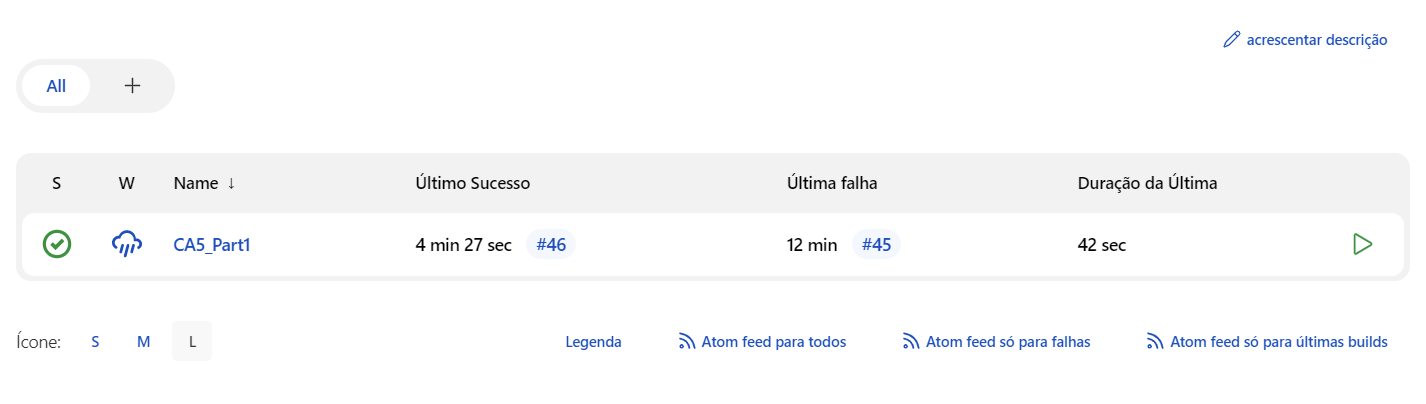 acrescentar descrição
All +
S W Name ↓ Último Sucesso Última falha Duração da Última
CA5_Part1 4 min 27 sec #46 12 min #45 42 sec
Ícone: S M L Legenda Atom feed para todos Atom feed só para falhas Atom feed só para últimas builds